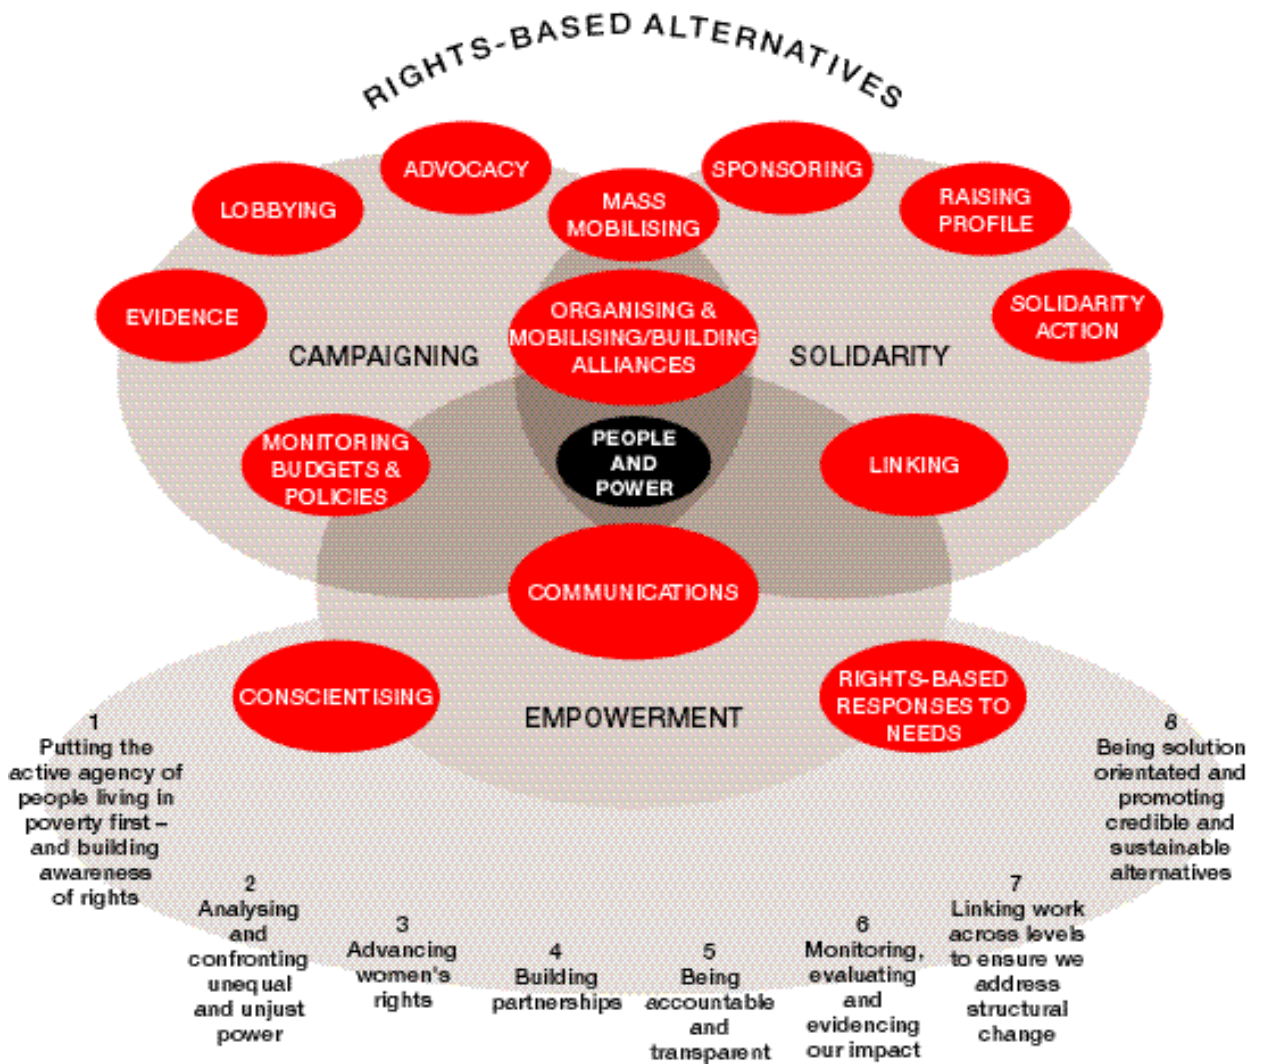 RIGHTS-BASED ALTERNATIVES
ADVOCACY
SPONSORING
LOBBYING
MASS
MOBILISING
RAISING
PROFILE
EVIDENCE
ORGANISING &
MOBILISING/BUILDING
ALLIANCES
SOLIDARITY
ACTION
CAMPAIGNING
SOLIDARITY
MONITORING
BUDGETS &
POLICIES
PEOPLE
AND
POWER
LINKING
COMMUNICATIONS
CONSCIENTISING
EMPOWERMENT
RIGHTS-BASED
RESPONSES TO
NEEDS
1
Putting the
active agency of
people living in
poverty first –
and building
awareness
of rights
2
Analysing
and
confronting
unequal
and unjust
power
3
Advancing
women's
rights
4
Building
partnerships
5
Being
accountable
and
transparent
6
Monitoring,
evaluating
and
evidencing
our impact
7
Linking work
across levels
to ensure we
address
structural
change
8
Being solution
orientated and
promoting
credible and
sustainable
alternatives